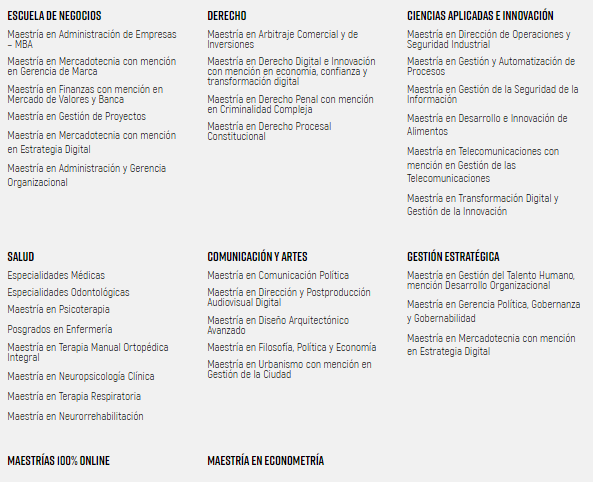 ESCUELA DE NEGOCIOS
Maestría en Administración de Empresas
– MBA
Maestría en Mercadotecnia con mención
en Gerencia de Marca
Maestría en Finanzas con mención en
Mercado de Valores y Banca
Maestría en Gestión de Proyectos
Maestría en Mercadotecnia con mención
en Estrategia Digital
Maestría en Administración y Gerencia
Organizacional
DERECHO
Maestría en Arbitraje Comercial y de
Inversiones
Maestría en Derecho Digital e Innovación
con mención en economía, confianza y
transformación digital
Maestría en Derecho Penal con mención
en Criminalidad Compleja
Maestría en Derecho Procesal
Constitucional
CIENCIAS APLICADAS E INNOVACIÓN
Maestría en Dirección de Operaciones y
Seguridad Industrial
Maestría en Gestión y Automatización de
Procesos
Maestría en Gestión de la Seguridad de la
Información
Maestría en Desarrollo e Innovación de
Alimentos
Maestría en Telecomunicaciones con
mención en Gestión de las
Telecomunicaciones
Maestría en Transformación Digital y
Gestión de la Innovación
SALUD
Especialidades Médicas
Especialidades Odontológicas
Maestría en Psicoterapia
Posgrados en Enfermería
Maestría en Terapia Manual Ortopédica
Integral
Maestría en Neuropsicología Clínica
Maestría en Terapia Respiratoria
Maestría en Neurorrehabilitación
COMUNICACIÓN Y ARTES
Maestría en Comunicación Política
Maestría en Dirección y Postproducción
Audiovisual Digital
Maestría en Diseño Arquitectónico
Avanzado
Maestría en Filosofía, Política y Economía
Maestría en Urbanismo con mención en
Gestión de la Ciudad
GESTIÓN ESTRATÉGICA
Maestría en Gestión del Talento Humano,
mención Desarrollo Organizacional
Maestría en Gerencia Política, Gobernanza
y Gobernabilidad
Maestría en Mercadotecnia con mención
en Estrategia Digital
MAESTRÍAS 100% ONLINE
MAESTRÍA EN ECONOMETRÍA